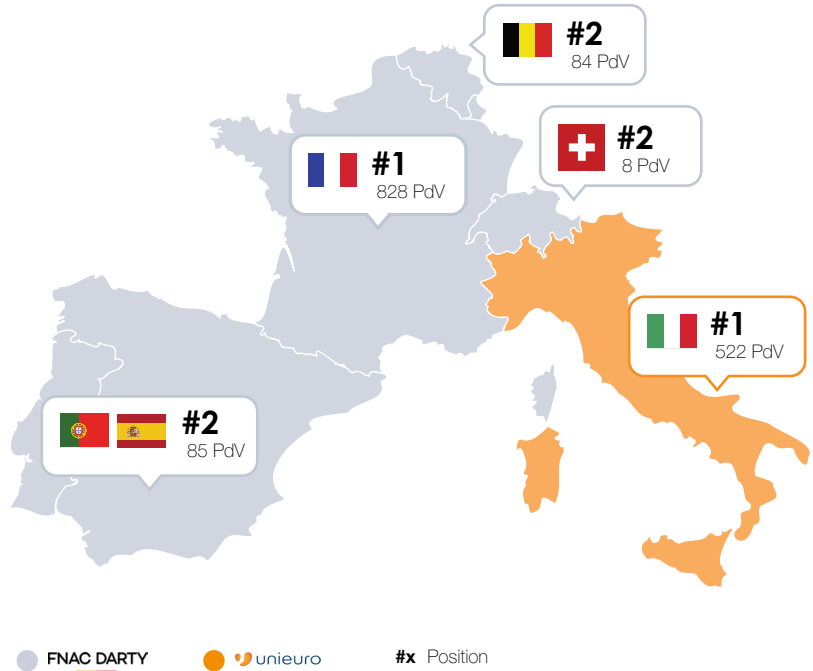 #2
84 PdV
#2
8 PdV
#1
828 PdV
#1
522 PdV
#2
85 PdV
FNAC DARTY
unieuro
#x Position